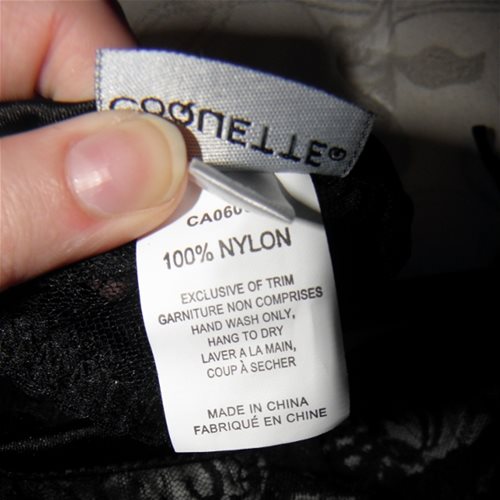 COQUETTE®
100% NYLON
EXCLUSIVE OF TRIM
GARNITURE NON COMPRISES
HAND WASH ONLY,
HANG TO DRY
LAVER A LA MAIN,
COUP À SECHER
MADE IN CHINA
FABRIQUÉ EN CHINE